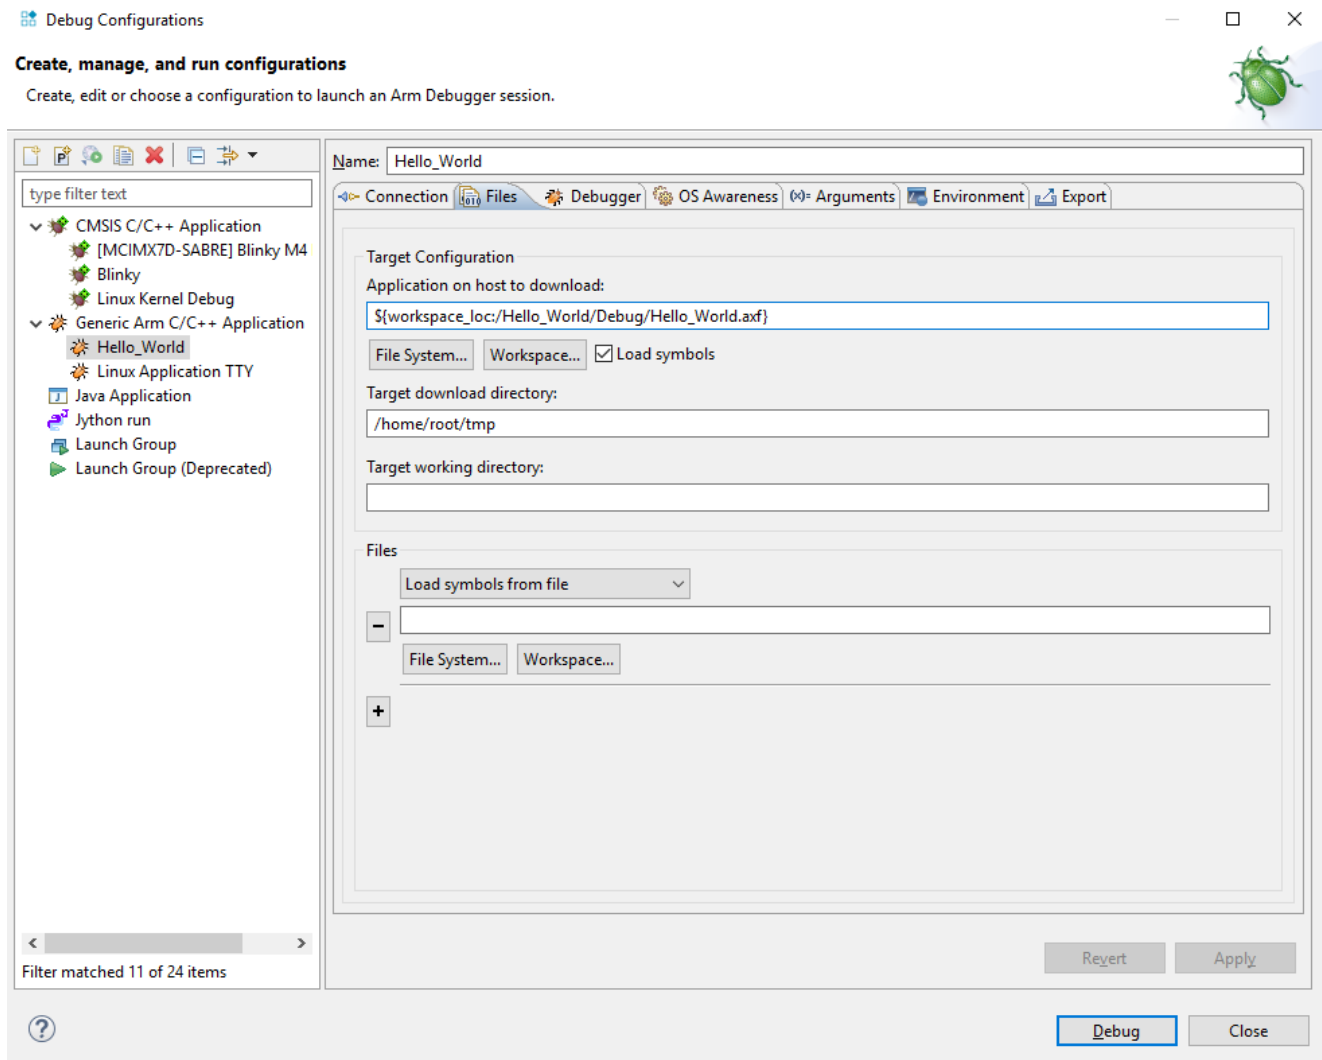 Debug Configurations
Create, manage, and run configurations
Create, edit or choose a configuration to launch an Arm Debugger session.
type filter text
CMSIS C/C++ Application
[MCIMX7D-SABRE] Blinky M4
Blinky
Linux Kernel Debug
Generic Arm C/C++ Application
Hello_World
Linux Application TTY
Java Application
Jython run
Launch Group
Launch Group (Deprecated)
Filter matched 11 of 24 items
Name: Hello_World
Connection Files Debugger OS Awareness (x)= Arguments Environment Export
Target Configuration
Application on host to download:
${workspace_loc:/Hello_World/Debug/Hello_World.axf}
File System... Workspace... Load symbols
Target download directory:
/home/root/tmp
Target working directory:
Files
Load symbols from file
File System... Workspace...
Revert Apply
Debug Close